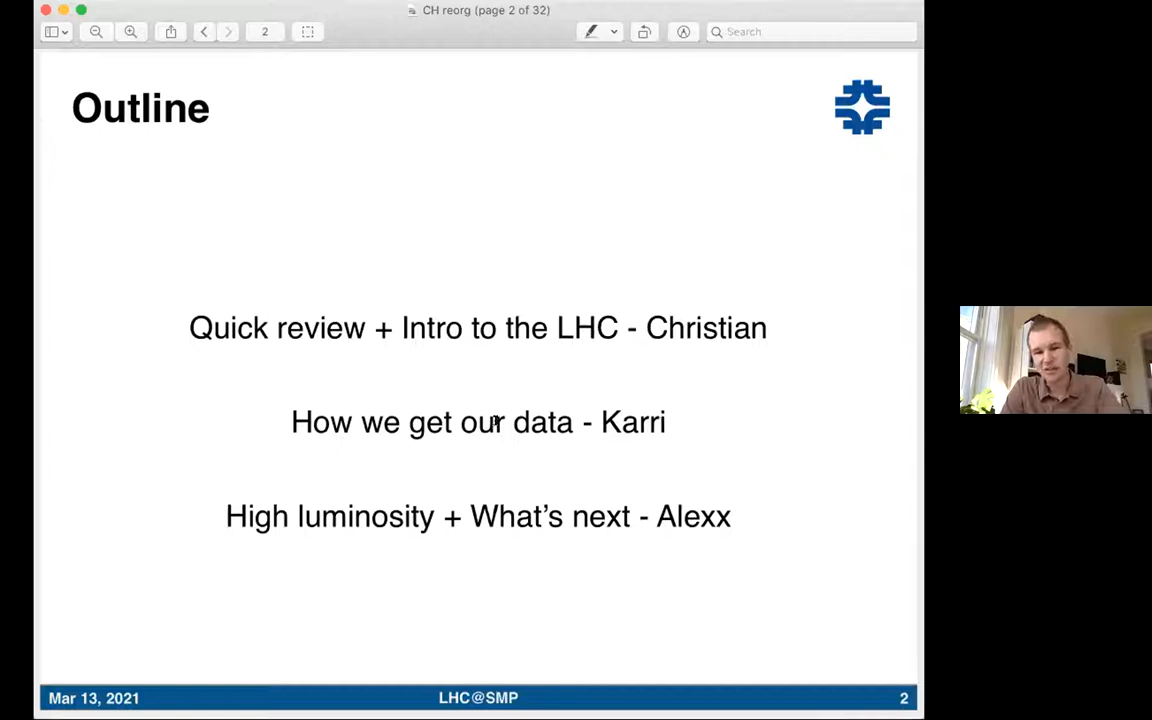 CH reorg (page 2 of 32)
2
Search
Outline
Quick review + Intro to the LHC - Christian
How we get our data - Karri
High luminosity + What's next - Alexx
Mar 13, 2021
LHC@SMP
2